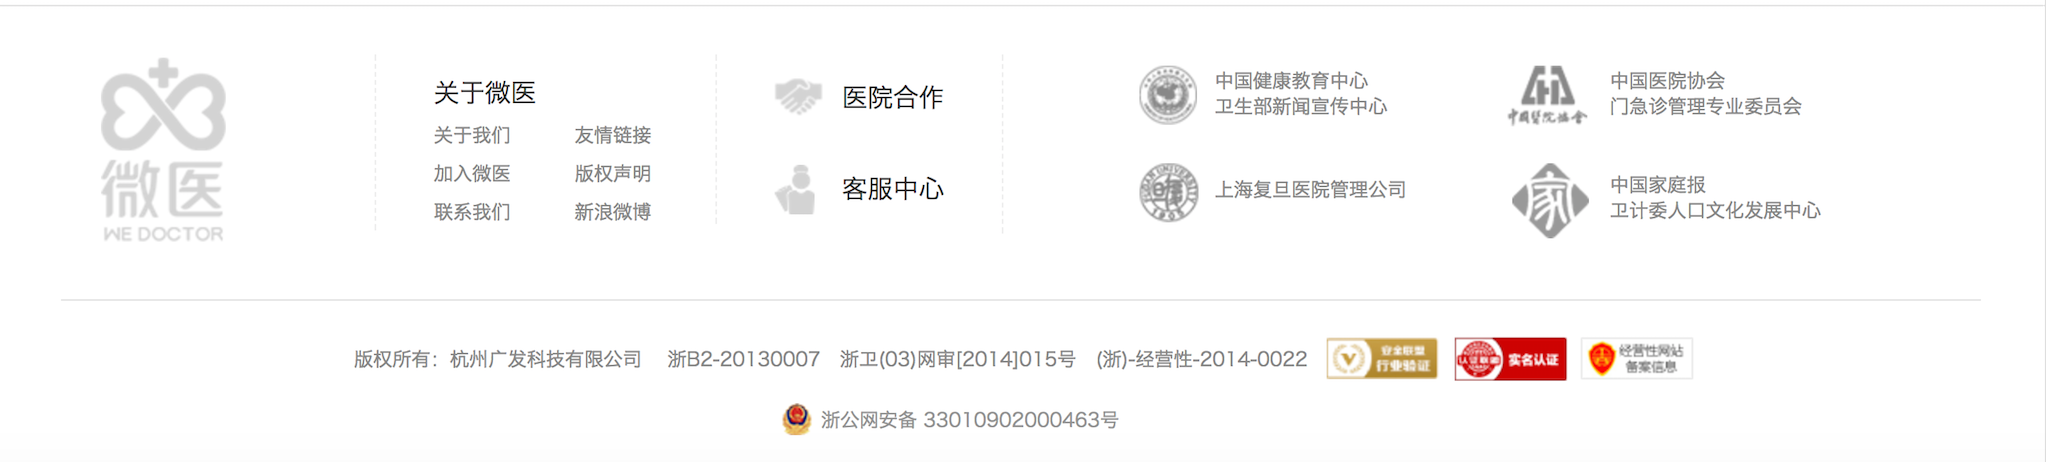 微医
WE DOCTOR
关于微医
关于我们 友情链接
加入微医 版权声明
联系我们 新浪微博
医院合作
客服中心
中国健康教育中心
卫生部新闻宣传中心
中国医院协会
中国医院协会
门急诊管理专业委员会
上海复旦医院管理公司
家
中国家庭报
卫计委人口文化发展中心
版权所有：杭州广发科技有限公司 浙B2-20130007 浙卫(03)网审[2014]015号 (浙)-经营性-2014-0022
安全联盟
行业验证
实名认证
经营性网站
备案信息
浙公网安备 33010902000463号